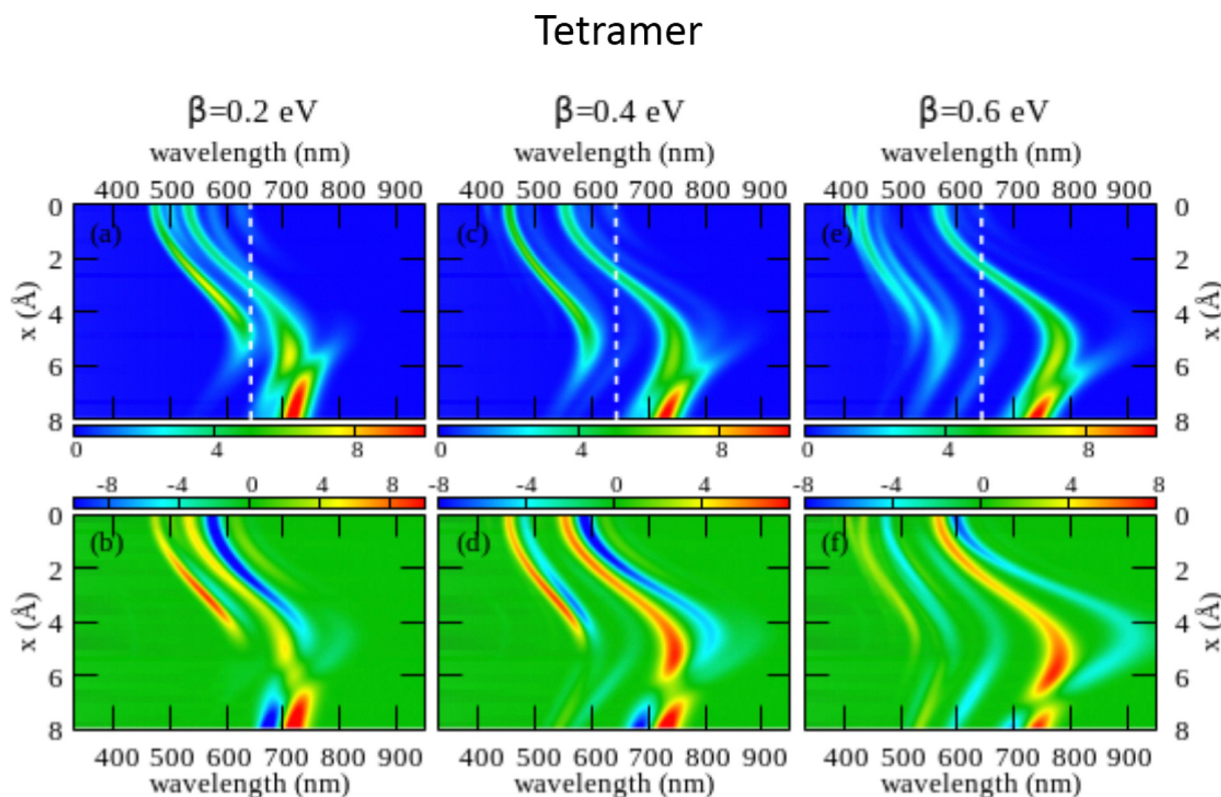 Tetramer
β=0.2 eV β=0.4 eV β=0.6 eV
wavelength (nm) wavelength (nm) wavelength (nm)
400 500 600 700 800 900 400 500 600 700 800 900 400 500 600 700 800 900
0 (a) (c) (e) 0
2 2
x (Å) 4 4 x (Å)
6 6
8 8
0 4 8 0 4 8 0 4 8
-8 -4 0 4 8 -8 -4 0 4 -8 -4 0 4 8
0 (b) (d) (f) 0
2 2
x (Å) 4 4 x (Å)
6 6
8 8
400 500 600 700 800 900 400 500 600 700 800 900 400 500 600 700 800 900
wavelength (nm) wavelength (nm) wavelength (nm)